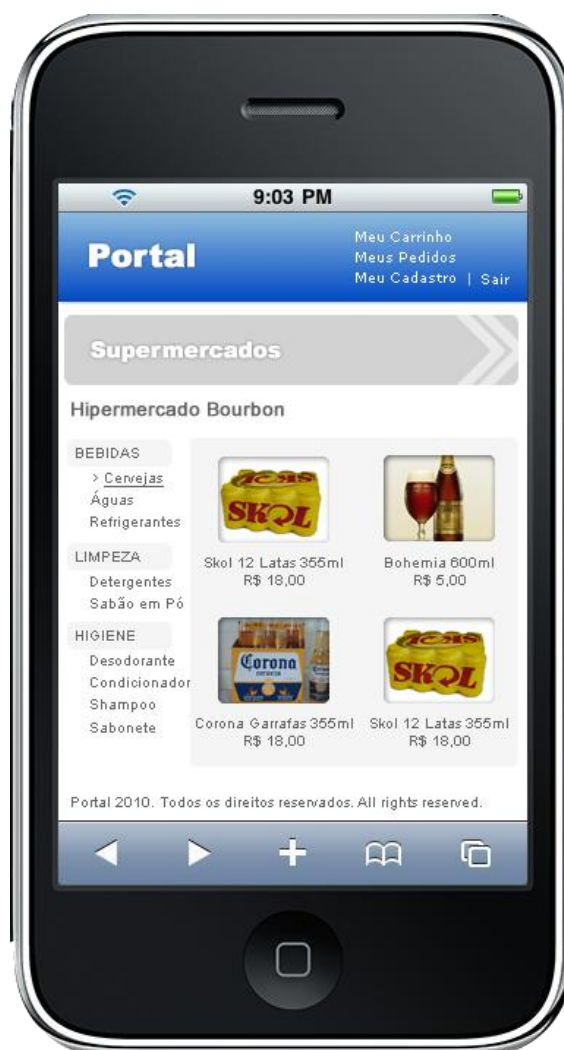 9:03 PM
Portal
Meu Carrinho
Meus Pedidos
Meu Cadastro | Sair
Supermercados
Hipermercado Bourbon
BEBIDAS
> Cervejas
Águas
Refrigerantes
LIMPEZA
Detergentes
Sabão em Pó
HIGIENE
Desodorante
Condicionador
Shampoo
Sabonete
SKOL
SKOL
Skol 12 Latas 355ml
R$ 18,00
Bohemia 600ml
R$ 5,00
Corona
Corona Garrafas 355ml
R$ 18,00
SKOL
SKOL
Skol 12 Latas 355ml
R$ 18,00
Portal 2010. Todos os direitos reservados. All rights reserved.